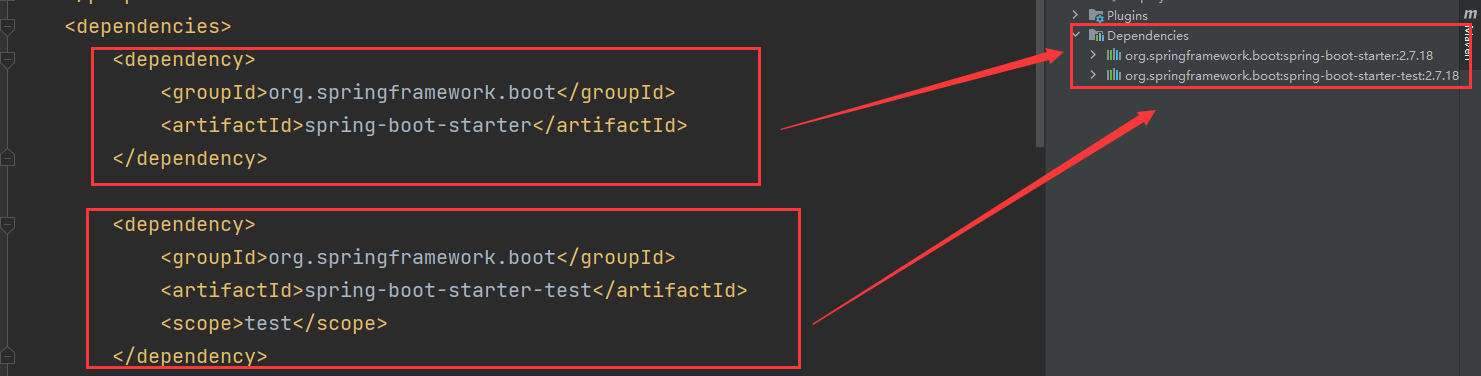 <dependencies>
<dependency>
<groupId>org.springframework.boot</groupId>
<artifactId>spring-boot-starter</artifactId>
</dependency>
<dependency>
<groupId>org.springframework.boot</groupId>
<artifactId>spring-boot-starter-test</artifactId>
<scope>test</scope>
</dependency>
Plugins
Dependencies
org.springframework.boot:spring-boot-starter:2.7.18
org.springframework.boot:spring-boot-starter-test:2.7.18
m